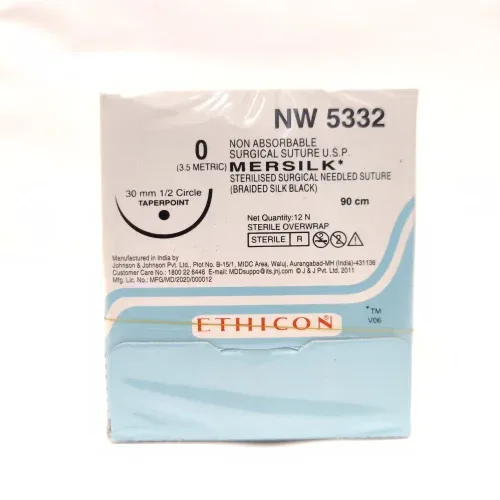 NW 5332
0
(3.5 METRIC)
NON ABSORBABLE
SURGICAL SUTURE U.S.P.
MERSILK*
STERILISED SURGICAL NEEDLED SUTURE
(BRAIDED SILK BLACK)
90 cm
30 mm 1/2 Circle
TAPERPOINT
Net Quantity:12 N
STERILE OVERWRAP
STERILE R
Manufactured in India by
Johnson & Johnson Pvt. Ltd., Plot No. B-15/1, MIDC Area, Waluj, Aurangabad-MH (India)-431136
Customer Care No.: 1800 22 6446 E-mail: MDDsuppo@its.jnj.com © J & J Pvt. Ltd. 2011
Mfg. Lic. No.: MFG/MD/2020/000012
ETHICON
*TM
V06